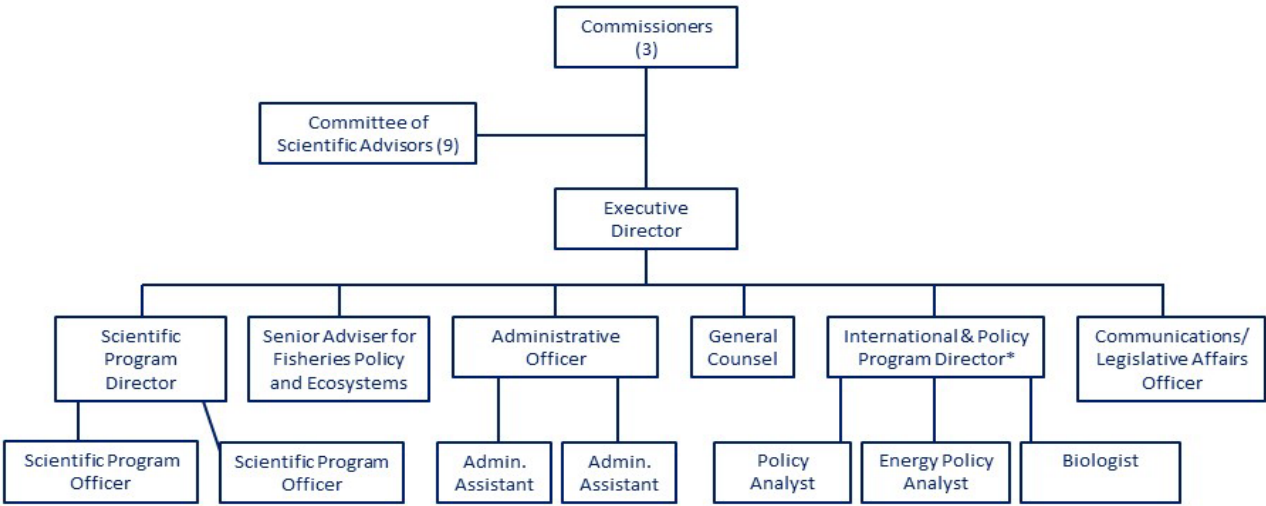 Commissioners
(3)
Committee of
Scientific Advisors (9)
Executive
Director
Scientific
Program
Director
Senior Adviser for
Fisheries Policy
and Ecosystems
Administrative
Officer
General
Counsel
International & Policy
Program Director*
Communications/
Legislative Affairs
Officer
Scientific Program
Officer
Scientific Program
Officer
Admin.
Assistant
Admin.
Assistant
Policy
Analyst
Energy Policy
Analyst
Biologist